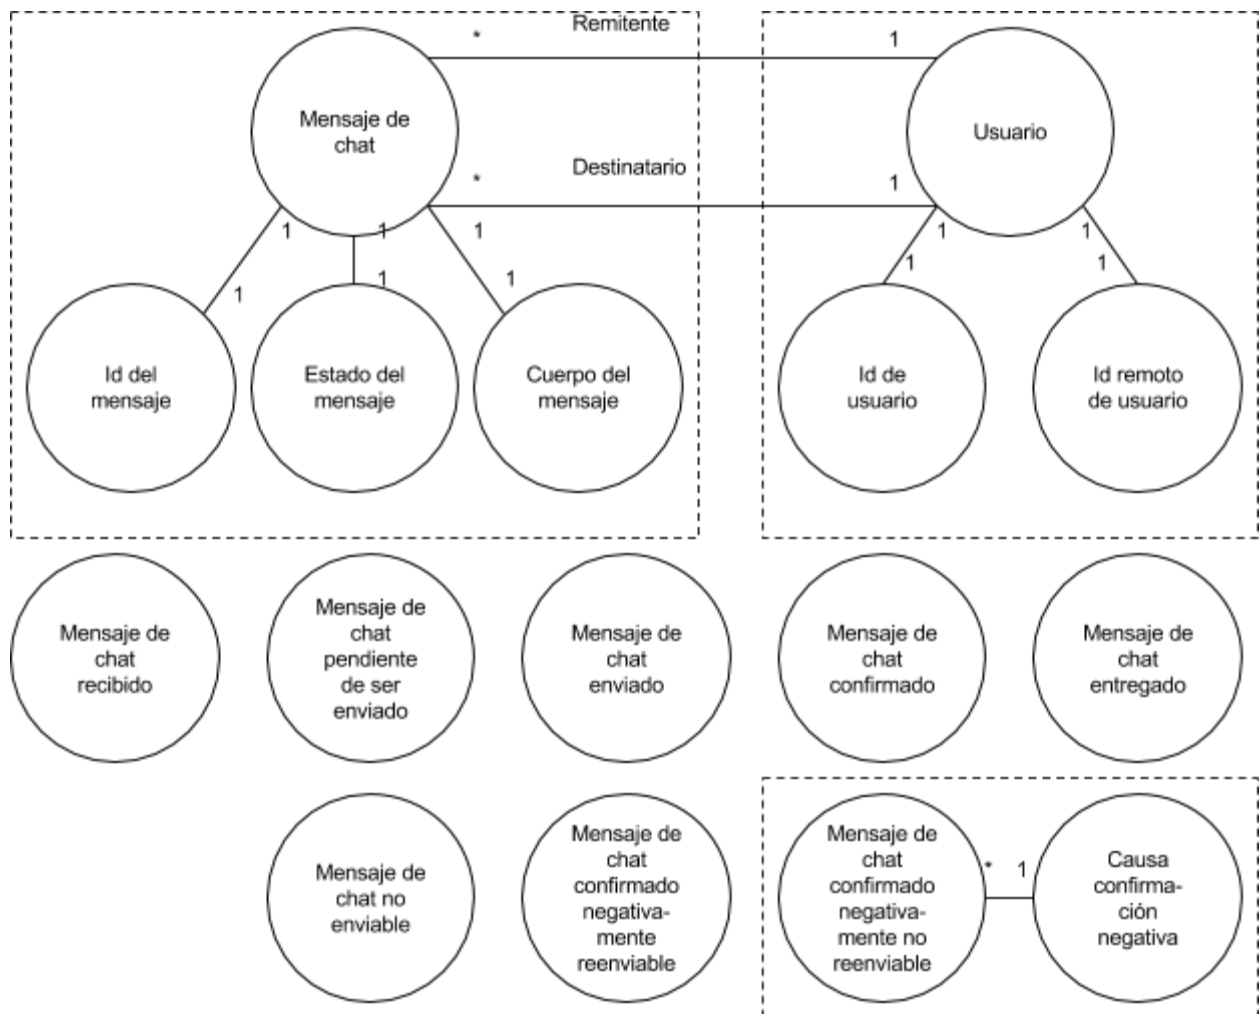 Remitente
*
1
Mensaje de
chat
Usuario
Destinatario
*
1
1
1
1
1
1
1
1
1
1
1
1
1
Id del
mensaje
Estado del
mensaje
Cuerpo del
mensaje
Id de
usuario
Id remoto
de usuario
Mensaje de
chat
recibido
Mensaje de
chat
pendiente
de ser
enviado
Mensaje de
chat
enviado
Mensaje de
chat
confirmado
Mensaje de
chat
entregado
Mensaje de
chat no
enviable
Mensaje de
chat
confirmado
negativa-
mente
reenviable
Mensaje de
chat
confirmado
negativa-
mente no
reenviable
*
1
Causa
confirma-
ción
negativa